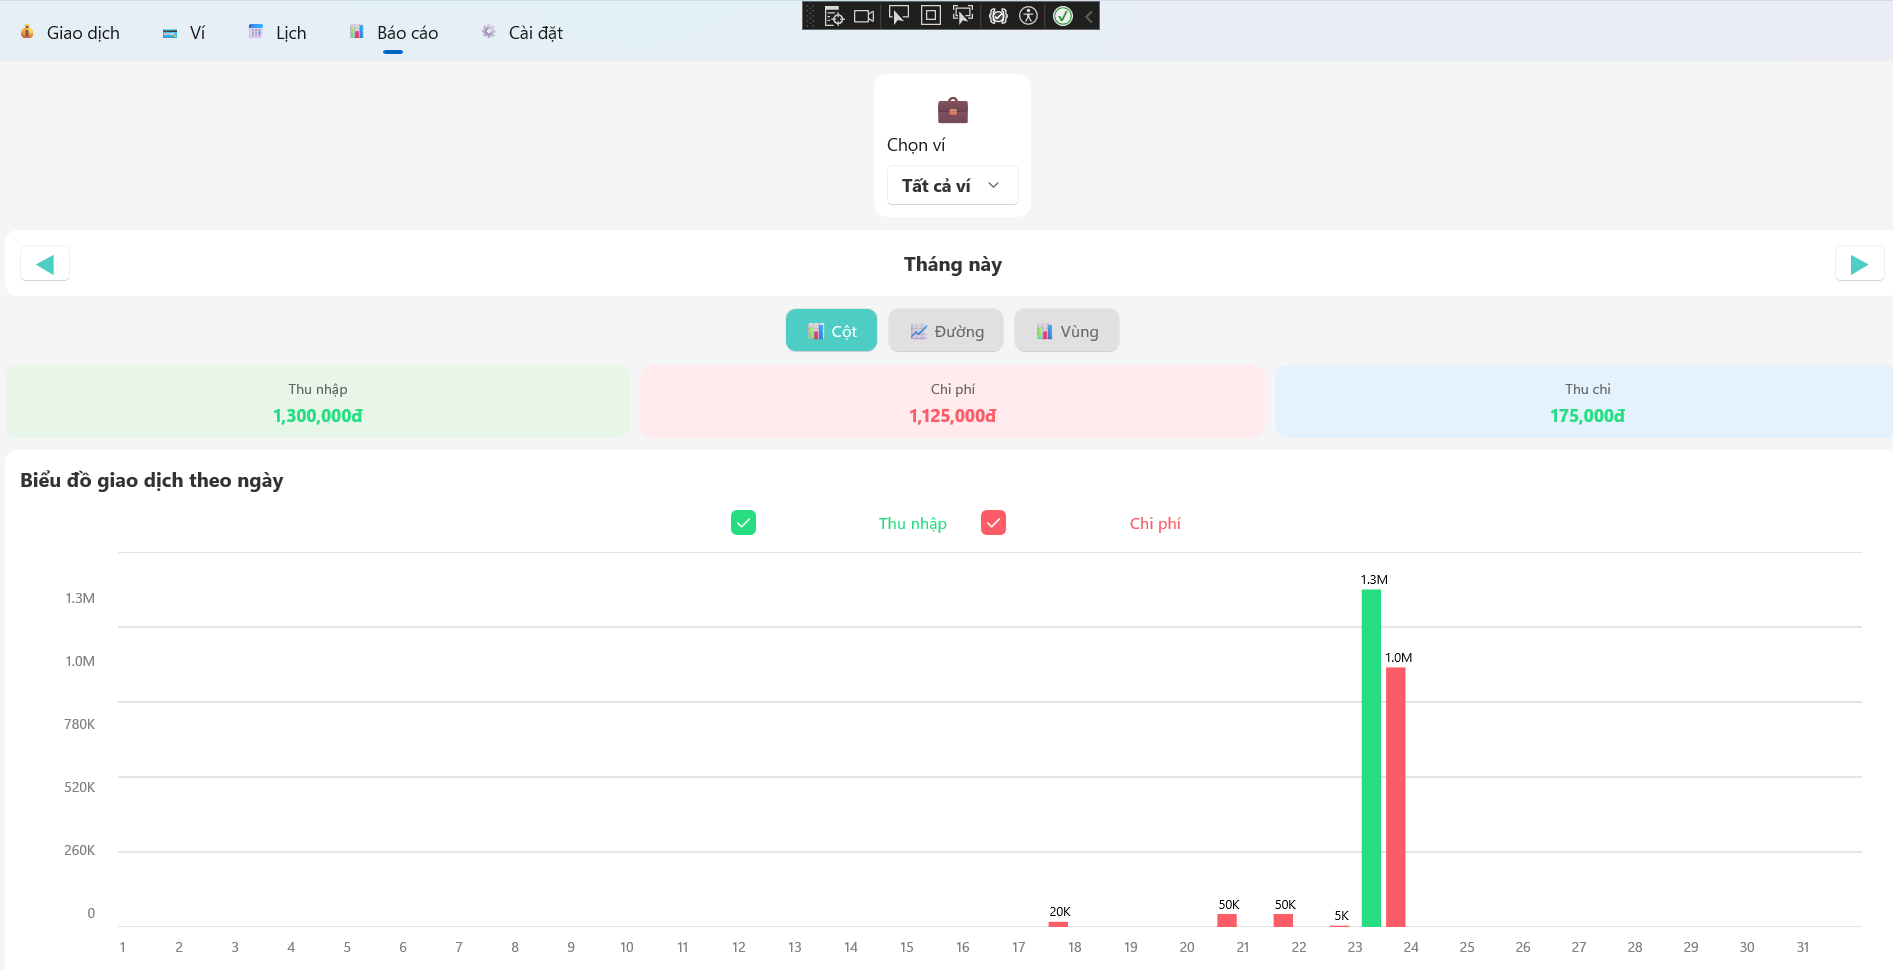 Giao dịch Ví Lịch Báo cáo Cài đặt
Chọn ví
Tất cả ví
Tháng này
Cột Đường Vùng
Thu nhập Chi phí Thu chi
1,300,000đ 1,125,000đ 175,000đ
Biểu đồ giao dịch theo ngày
Thu nhập Chi phí
1.3M
1.3M
1.0M
1.0M
780K
520K
260K
50K 50K
20K 5K
0
1 2 3 4 5 6 7 8 9 10 11 12 13 14 15 16 17 18 19 20 21 22 23 24 25 26 27 28 29 30 31